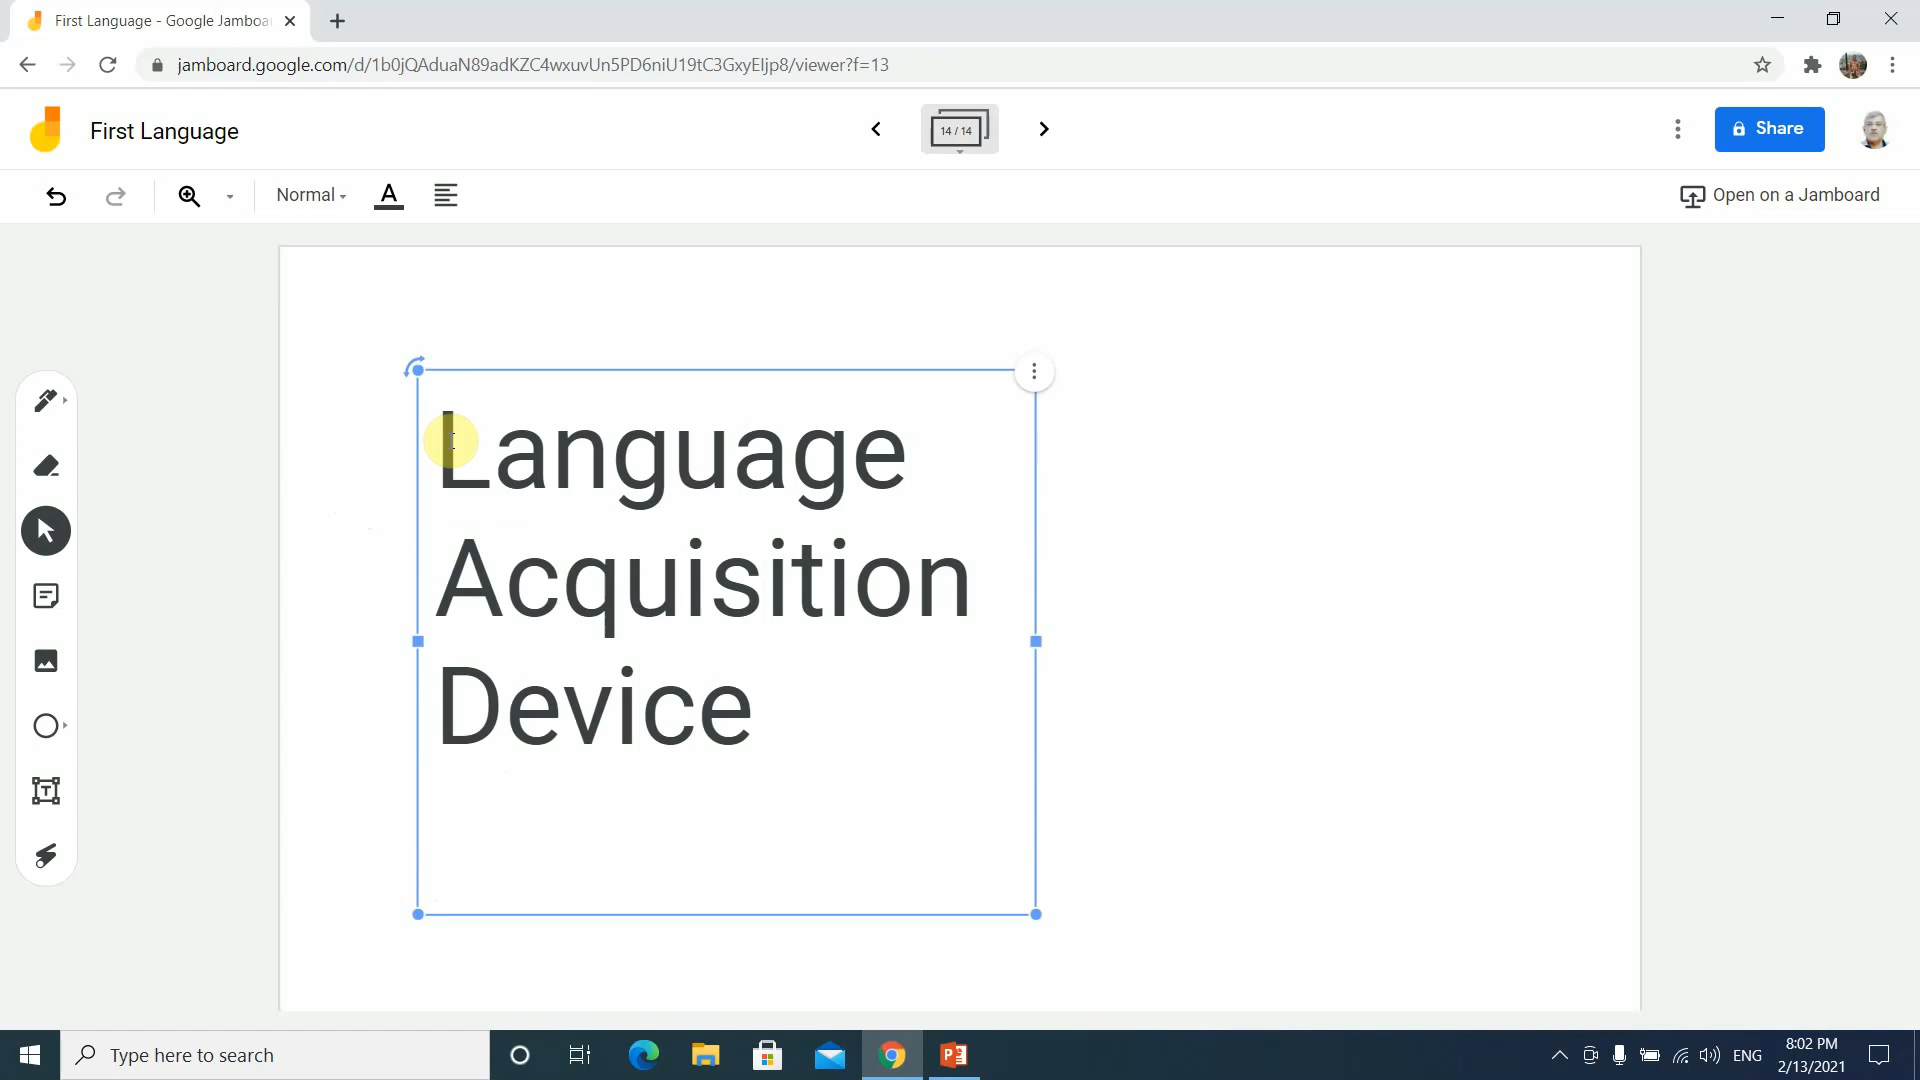 First Language - Google Jamboa
jamboard.google.com/d/1b0jQAduaN89adKZC4wxuvUn5PD6niU19tC3GxyEIjp8/viewer?f=13
First Language
14 / 14
Share
Normal
A
Open on a Jamboard
Language
Acquisition
Device
T
Type here to search
ENG
8:02 PM
2/13/2021